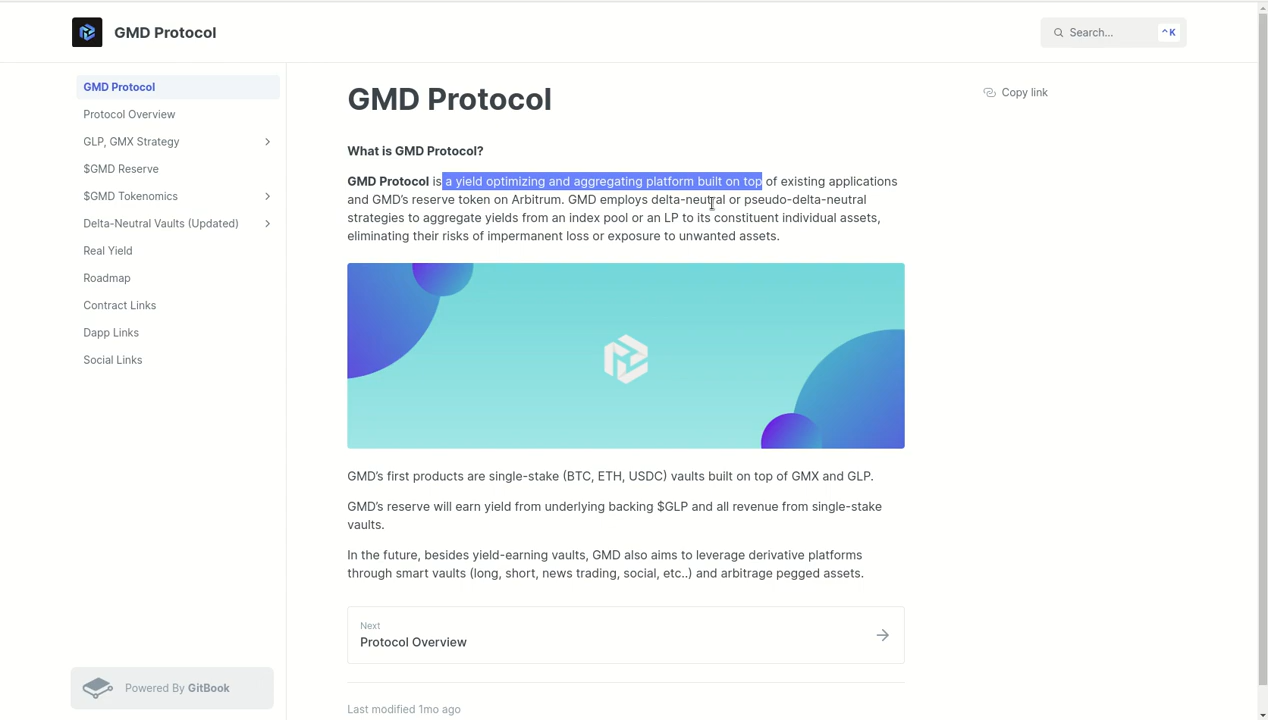 GMD Protocol
Search...
^K
GMD Protocol
Protocol Overview
GLP, GMX Strategy
$GMD Reserve
$GMD Tokenomics
Delta-Neutral Vaults (Updated)
Real Yield
Roadmap
Contract Links
Dapp Links
Social Links
Powered By GitBook
GMD Protocol
Copy link
What is GMD Protocol?
GMD Protocol is a yield optimizing and aggregating platform built on top of existing applications
and GMD's reserve token on Arbitrum. GMD employs delta-neutral or pseudo-delta-neutral
strategies to aggregate yields from an index pool or an LP to its constituent individual assets,
eliminating their risks of impermanent loss or exposure to unwanted assets.
GMD's first products are single-stake (BTC, ETH, USDC) vaults built on top of GMX and GLP.
GMD's reserve will earn yield from underlying backing $GLP and all revenue from single-stake
vaults.
In the future, besides yield-earning vaults, GMD also aims to leverage derivative platforms
through smart vaults (long, short, news trading, social, etc..) and arbitrage pegged assets.
Next
Protocol Overview
Last modified 1mo ago